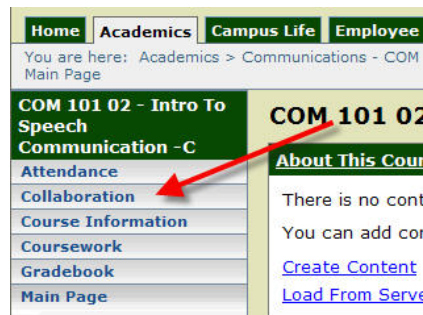 Home Academics Campus Life Employee
You are here: Academics > Communications - COM
Main Page
COM 101 02 - Intro To
Speech
Communication -C
Attendance
Collaboration
Course Information
Coursework
Gradebook
Main Page
COM 101 02
About This Cour
There is no cont
You can add con
Create Content
Load From Serve